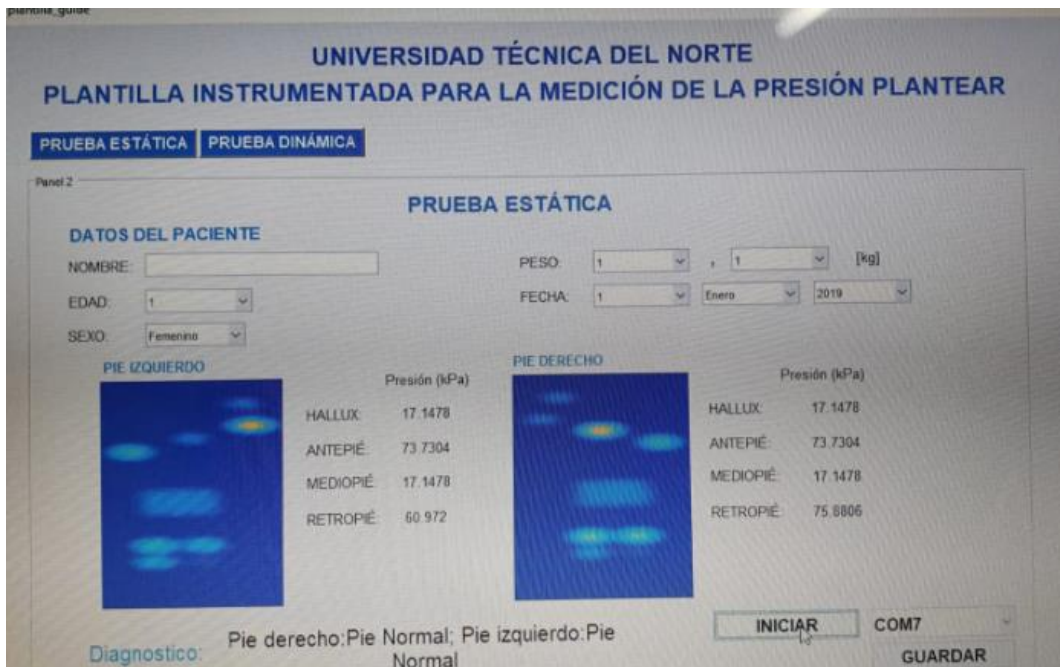 plantilla_guide
UNIVERSIDAD TÉCNICA DEL NORTE
PLANTILLA INSTRUMENTADA PARA LA MEDICIÓN DE LA PRESIÓN PLANTEAR
PRUEBA ESTÁTICA PRUEBA DINÁMICA
Panel 2
PRUEBA ESTÁTICA
DATOS DEL PACIENTE
NOMBRE: PESO: 1 , 1 [kg]
EDAD: 1 FECHA: 1 Enero 2019
SEXO: Femenino
PIE IZQUIERDO PIE DERECHO
Presión (kPa) Presión (kPa)
HALLUX: 17.1478 HALLUX: 17.1478
ANTEPIÉ: 73.7304 ANTEPIÉ: 73.7304
MEDIOPIÉ: 17.1478 MEDIOPIÉ: 17.1478
RETROPIÉ: 60.972 RETROPIÉ: 75.8806
INICIAR COM7
Diagnostico: Pie derecho:Pie Normal; Pie izquierdo:Pie
Normal GUARDAR